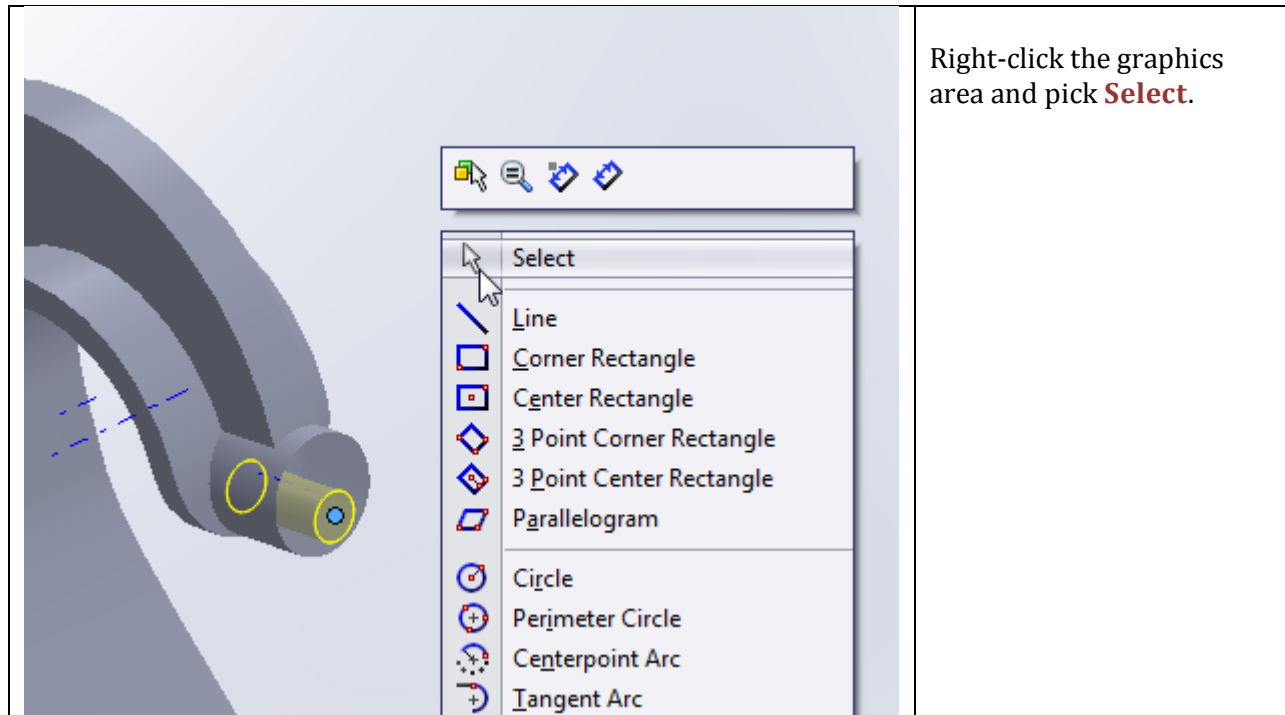 Right-click the graphics
area and pick Select.
Select
Line
Corner Rectangle
Center Rectangle
3 Point Corner Rectangle
3 Point Center Rectangle
Parallelogram
Circle
Perimeter Circle
Centerpoint Arc
Tangent Arc